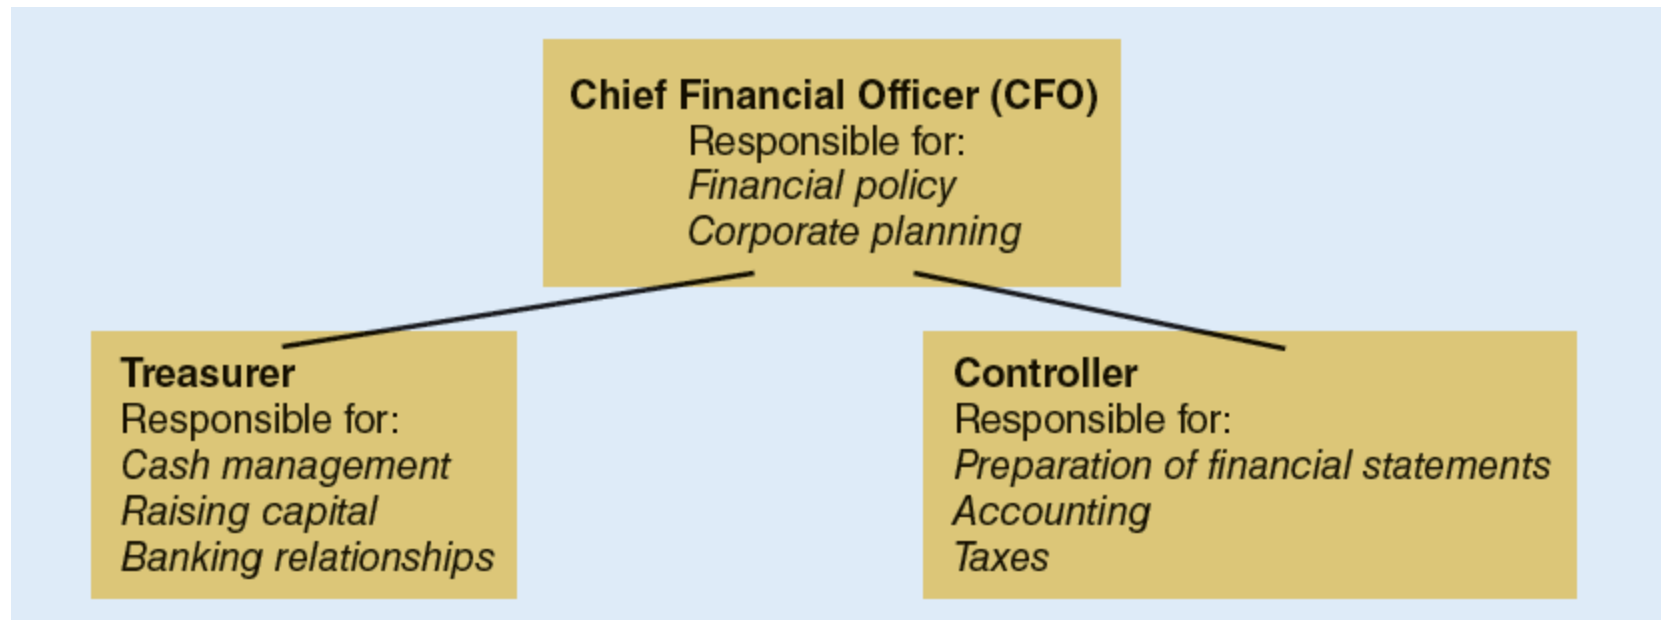 Chief Financial Officer (CFO)
Responsible for:
Financial policy
Corporate planning
Treasurer
Responsible for:
Cash management
Raising capital
Banking relationships
Controller
Responsible for:
Preparation of financial statements
Accounting
Taxes